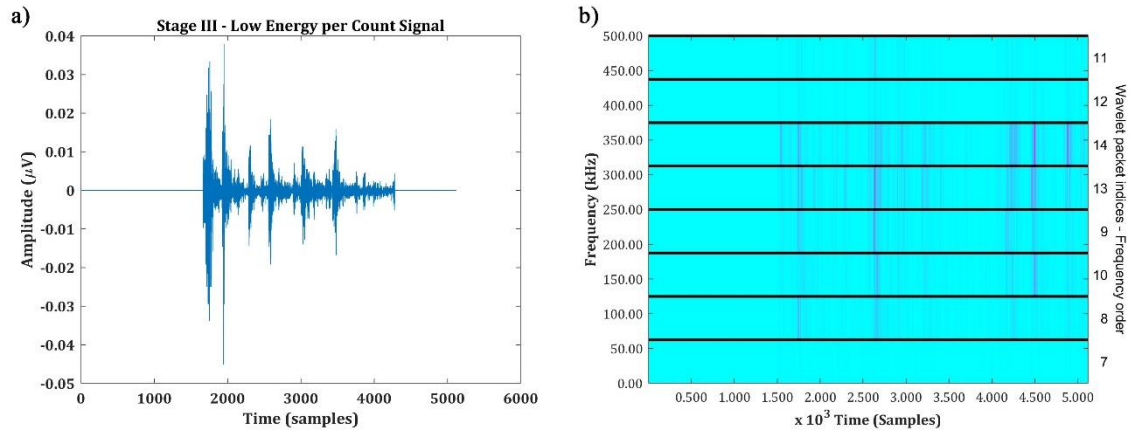 a)
Stage III - Low Energy per Count Signal
0.04
0.03
0.02
0.01
0
-0.01
-0.02
-0.03
-0.04
-0.05
Amplitude (μV)
0 1000 2000 3000 4000 5000 6000
Time (samples)
b)
500.00
450.00
400.00
350.00
300.00
250.00
200.00
150.00
100.00
50.00
0.00
Frequency (kHz)
0.500 1.000 1.500 2.000 2.500 3.000 3.500 4.000 4.500 5.000
x 10³ Time (Samples)
11
12
14
13
9
10
8
7
Wavelet packet indices - Frequency order